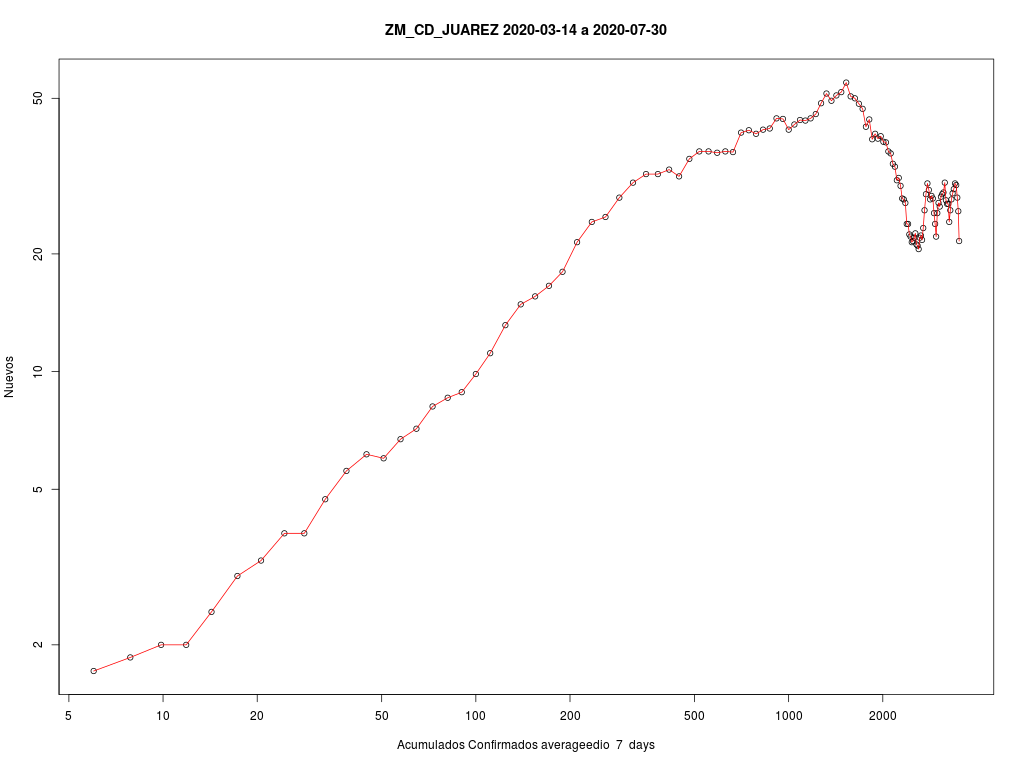 ZM_CD_JUAREZ 2020-03-14 a 2020-07-30
50
20
10
5
2
Nuevos
5 10 20 50 100 200 500 1000 2000
Acumulados Confirmados averageedio 7 days